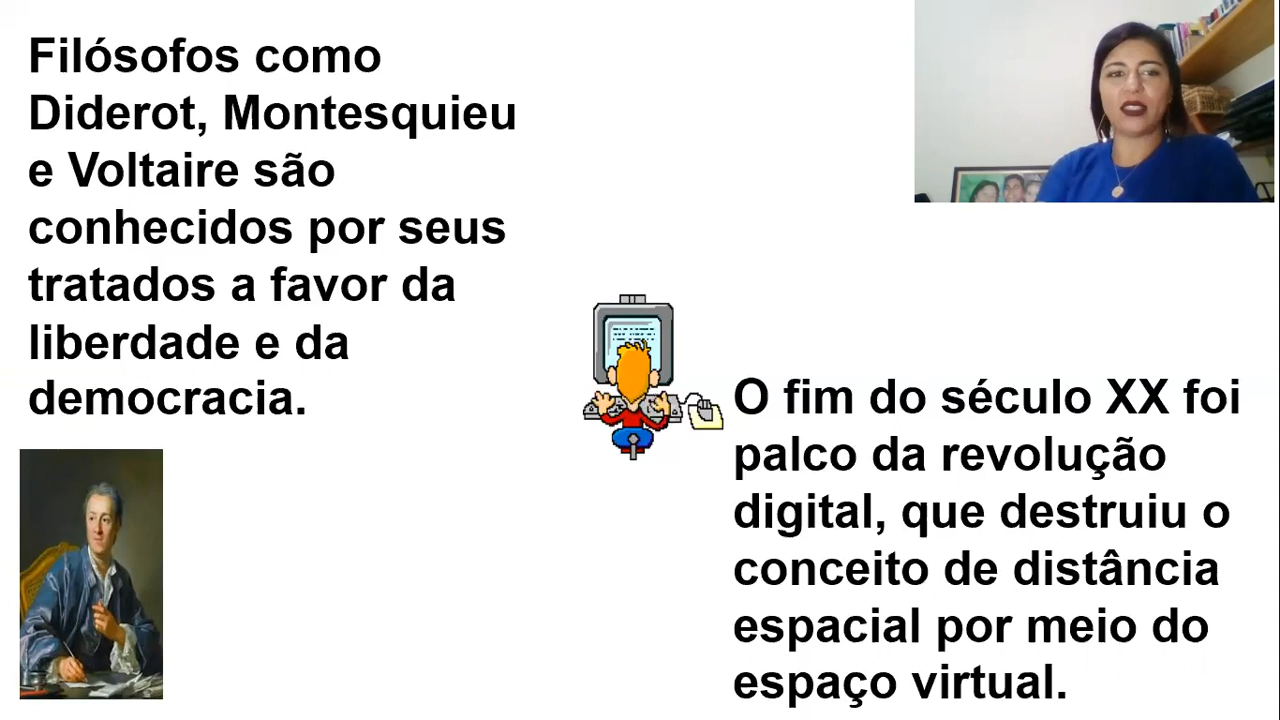 Filósofos como
Diderot, Montesquieu
e Voltaire são
conhecidos por seus
tratados a favor da
liberdade e da
democracia.
O fim do século XX foi
palco da revolução
digital, que destruiu o
conceito de distância
espacial por meio do
espaço virtual.